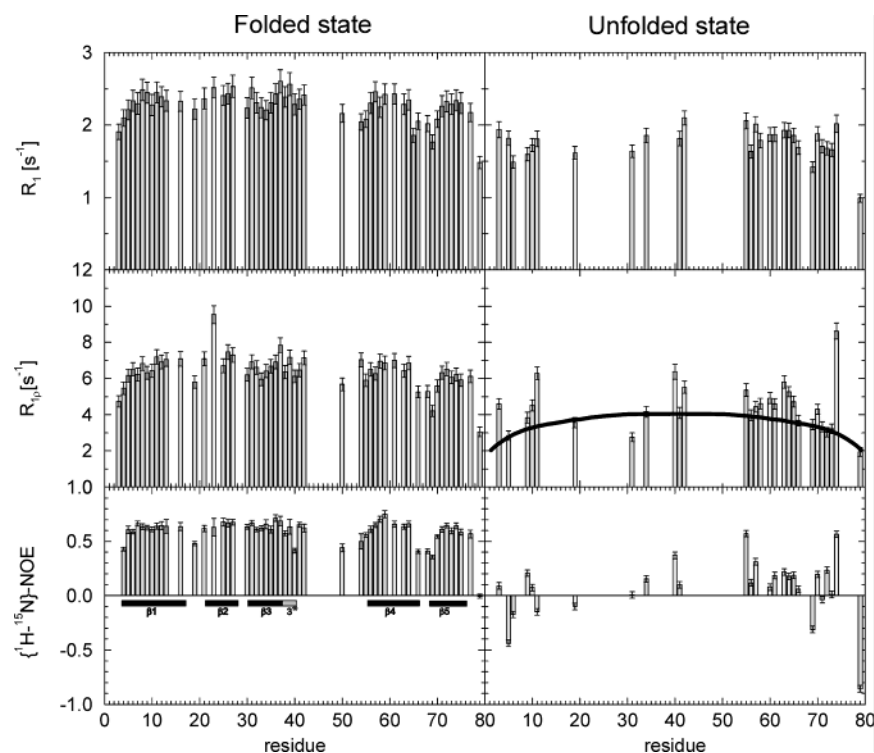 Folded state Unfolded state
3
2
1
R₁ [s⁻¹]
12
10
8
6
4
2
R₁ρ[s⁻¹]
1.0
0.5
0.0
-0.5
-1.0
{¹H-¹⁵N}-NOE
β1 β2 β3 3¹⁰ β4 β5
0 10 20 30 40 50 60 70 80 10 20 30 40 50 60 70 80
residue residue